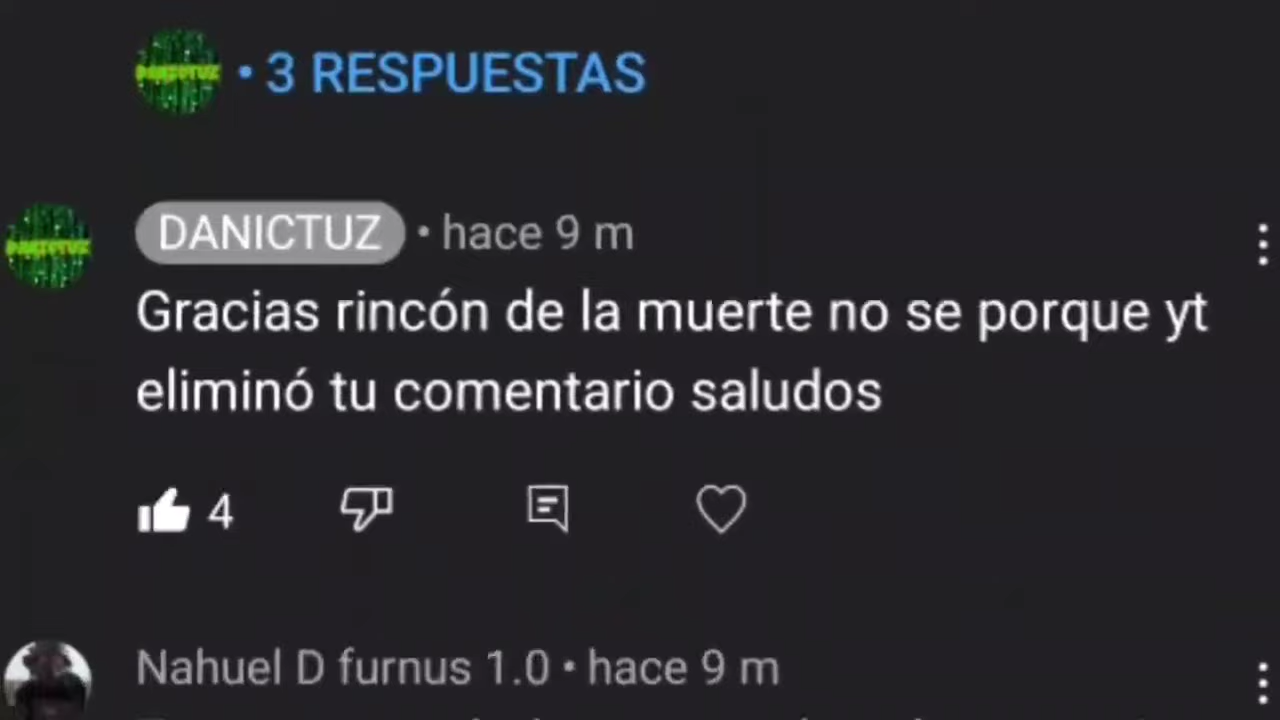 • 3 RESPUESTAS
DANICTUZ • hace 9 m
Gracias rincón de la muerte no se porque yt
eliminó tu comentario saludos
4
Nahuel D furnus 1.0 • hace 9 m